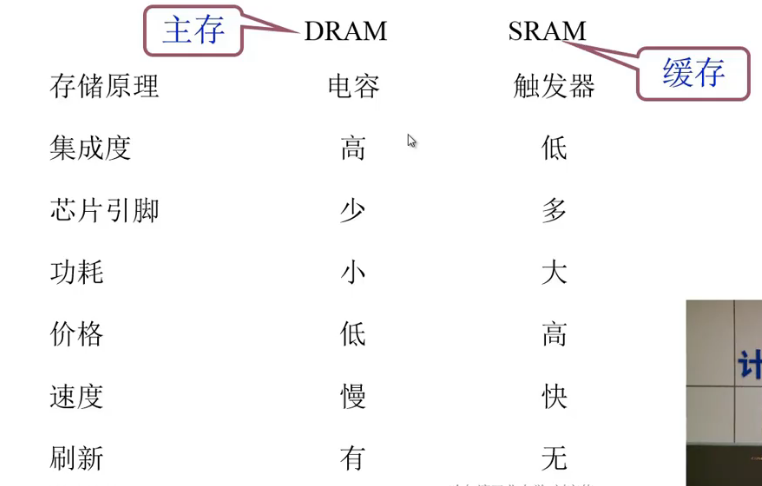 主存 DRAM SRAM 缓存
存储原理 电容 触发器
集成度 高 低
芯片引脚 少 多
功耗 小 大
价格 低 高
速度 慢 快
刷新 有 无
计